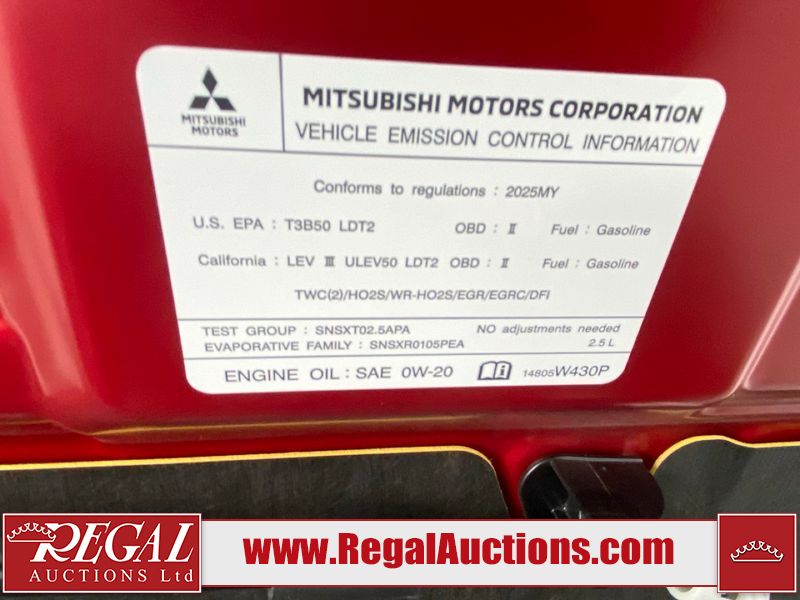 MITSUBISHI
MOTORS
MITSUBISHI MOTORS CORPORATION
VEHICLE EMISSION CONTROL INFORMATION
Conforms to regulations : 2025MY
U.S. EPA : T3B50 LDT2 OBD : II Fuel : Gasoline
California : LEV III ULEV50 LDT2 OBD : II Fuel : Gasoline
TWC(2)/HO2S/WR-HO2S/EGR/EGRC/DFI
TEST GROUP : SNSXT02.5APA NO adjustments needed
EVAPORATIVE FAMILY : SNSXR0105PEA 2.5 L
ENGINE OIL : SAE 0W-20 14805W430P
REGAL
AUCTIONS Ltd
www.RegalAuctions.com